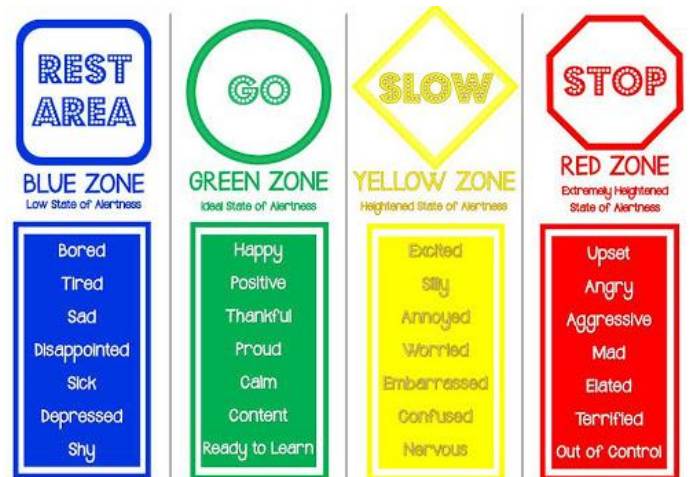 REST
AREA
BLUE ZONE
Low State of Alertness
Bored
Tired
Sad
Disappointed
Sick
Depressed
Shy
GO
GREEN ZONE
Ideal State of Alertness
Happy
Positive
Thankful
Proud
Calm
Content
Ready to Learn
SLOW
YELLOW ZONE
Heightened State of Alertness
Excited
Silly
Annoyed
Worried
Embarrassed
Confused
Nervous
STOP
RED ZONE
Extremely Heightened
State of Alertness
Upset
Angry
Aggressive
Mad
Elated
Terrified
Out of Control